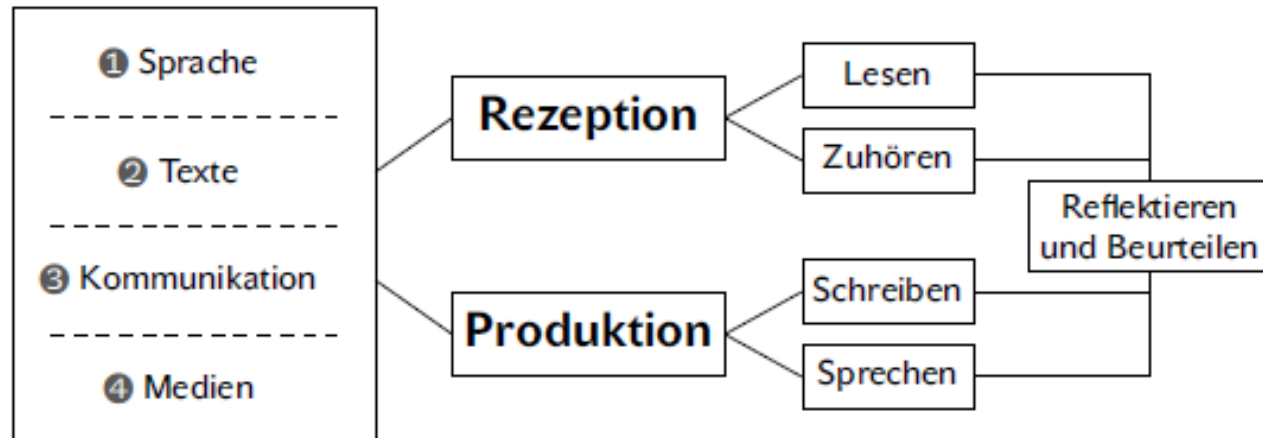 ❶ Sprache
❷ Texte
❸ Kommunikation
❹ Medien
Rezeption
Produktion
Lesen
Zuhören
Schreiben
Sprechen
Reflektieren
und Beurteilen